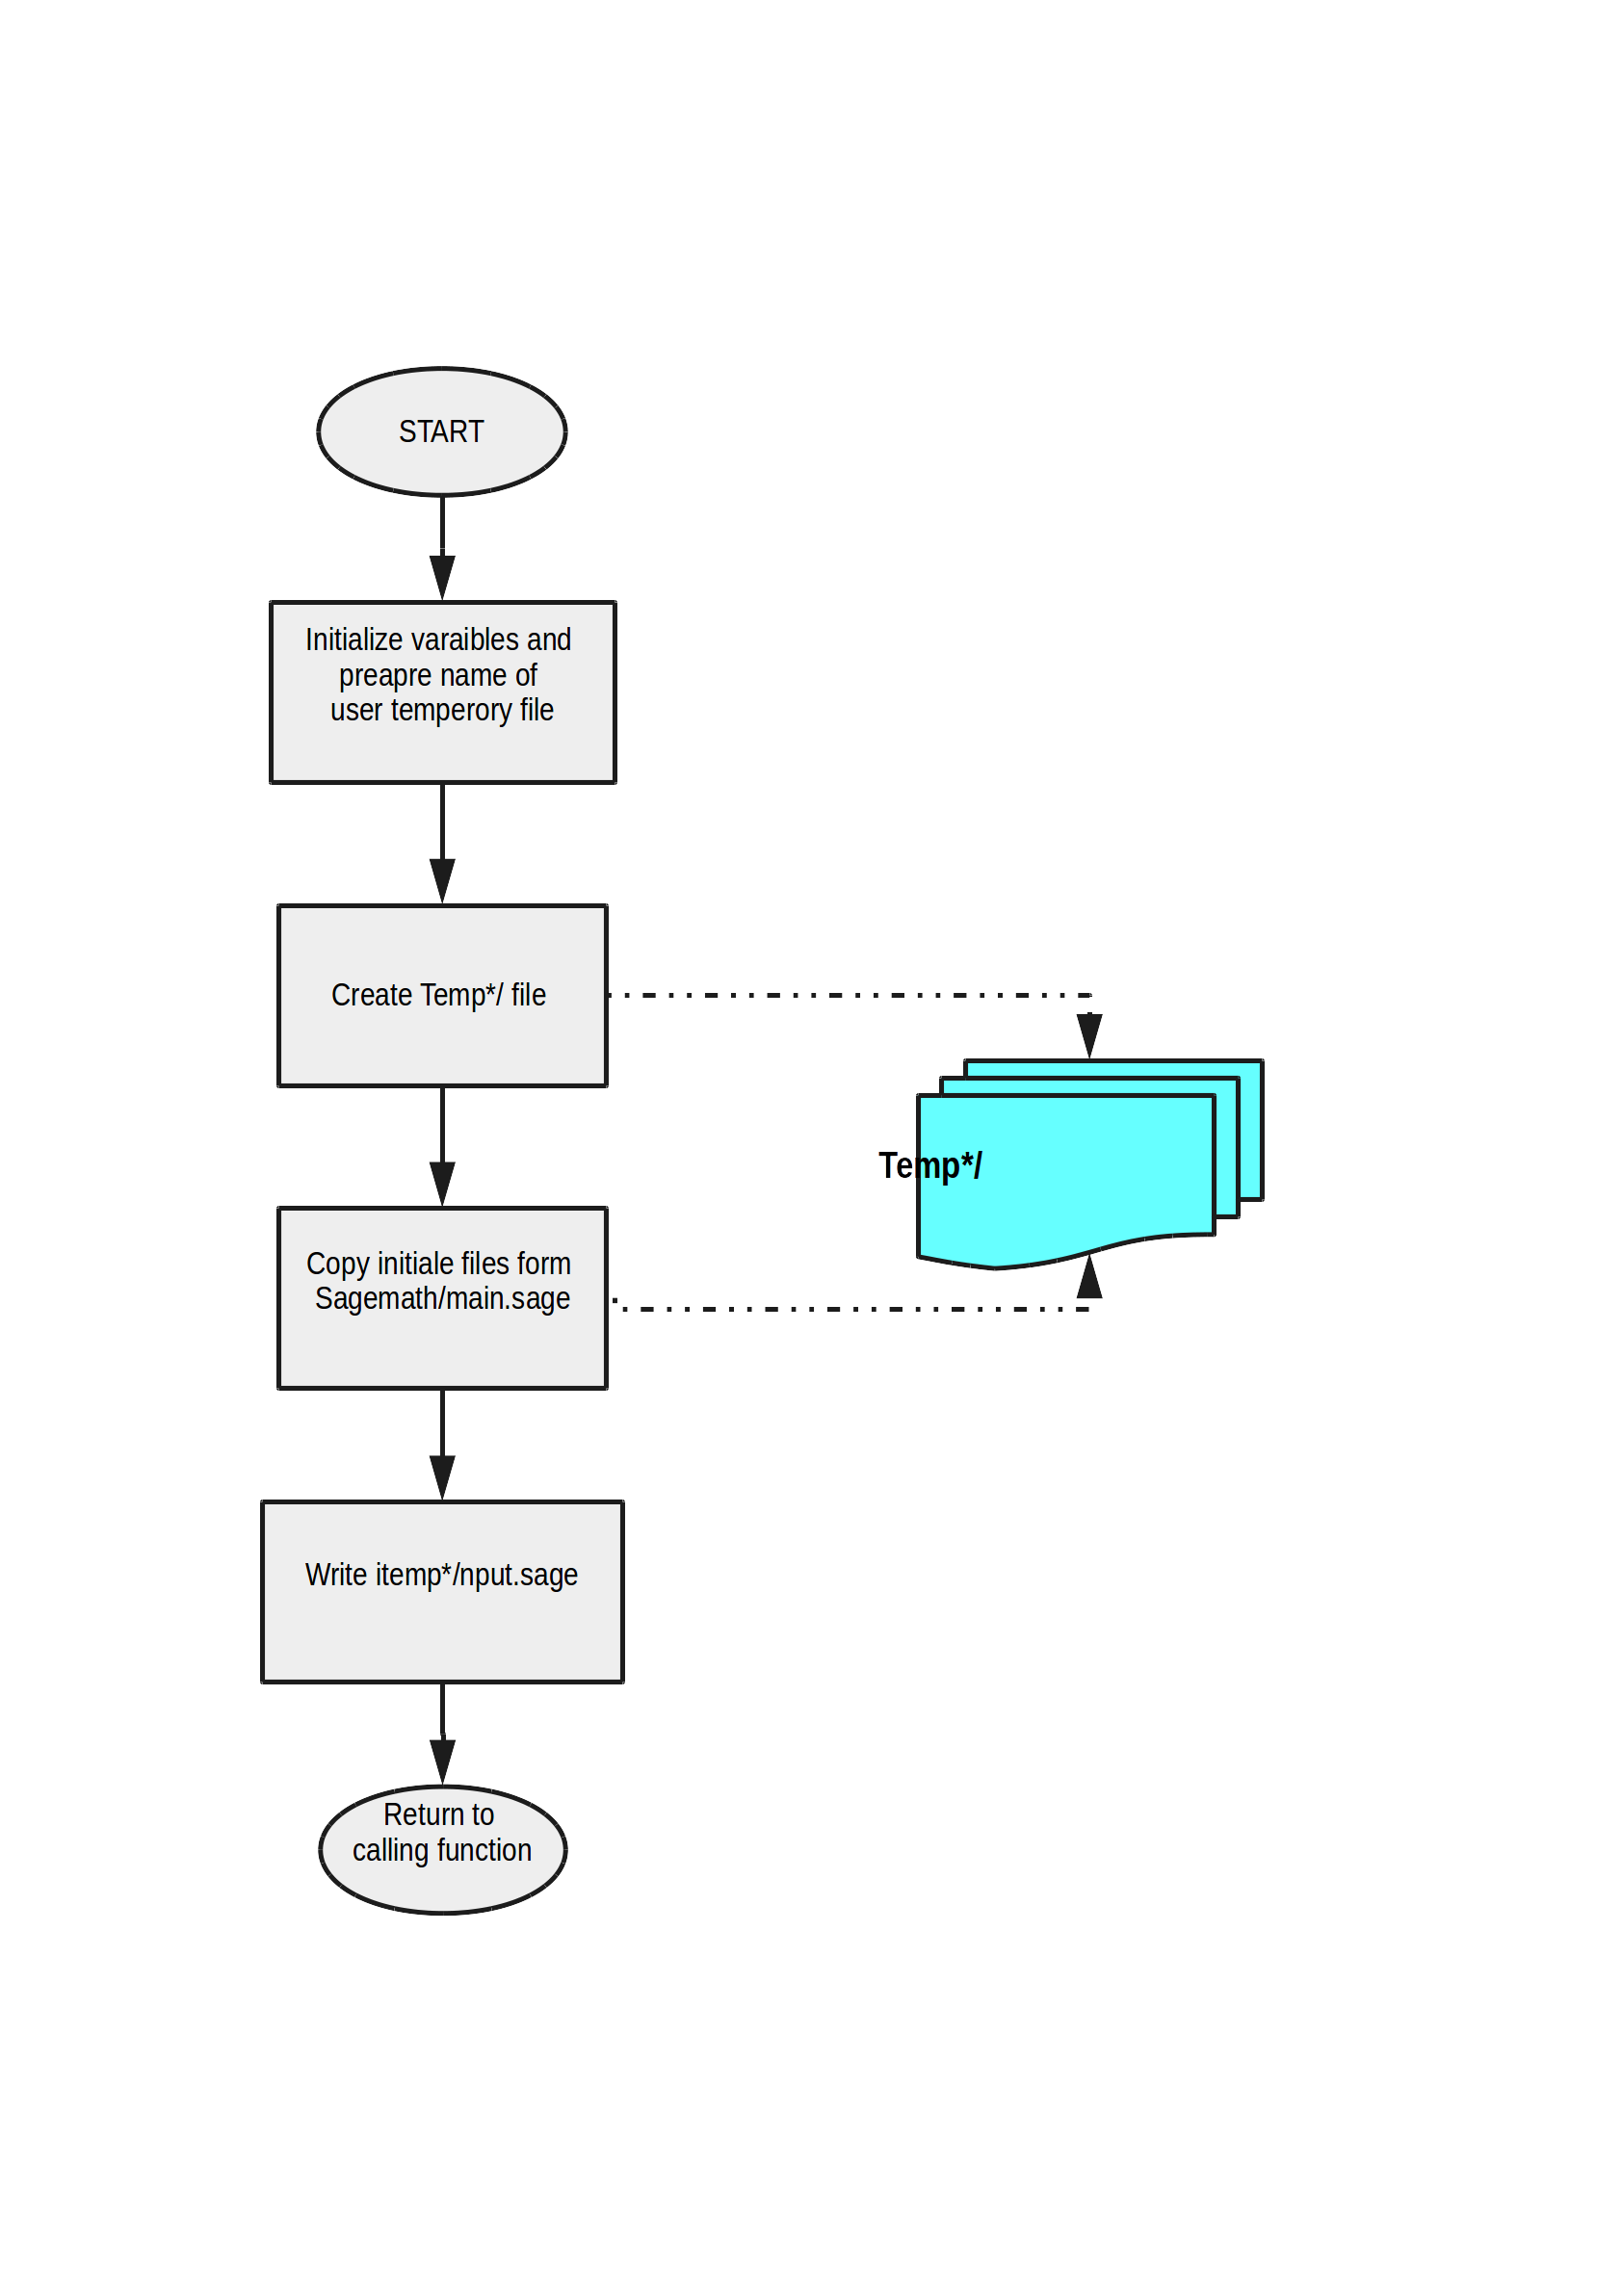 START
Initialize varaibles and
preapre name of
user temperory file
Create Temp*/ file
Temp*/
Copy initiale files form
Sagemath/main.sage
Write itemp*/nput.sage
Return to
calling function